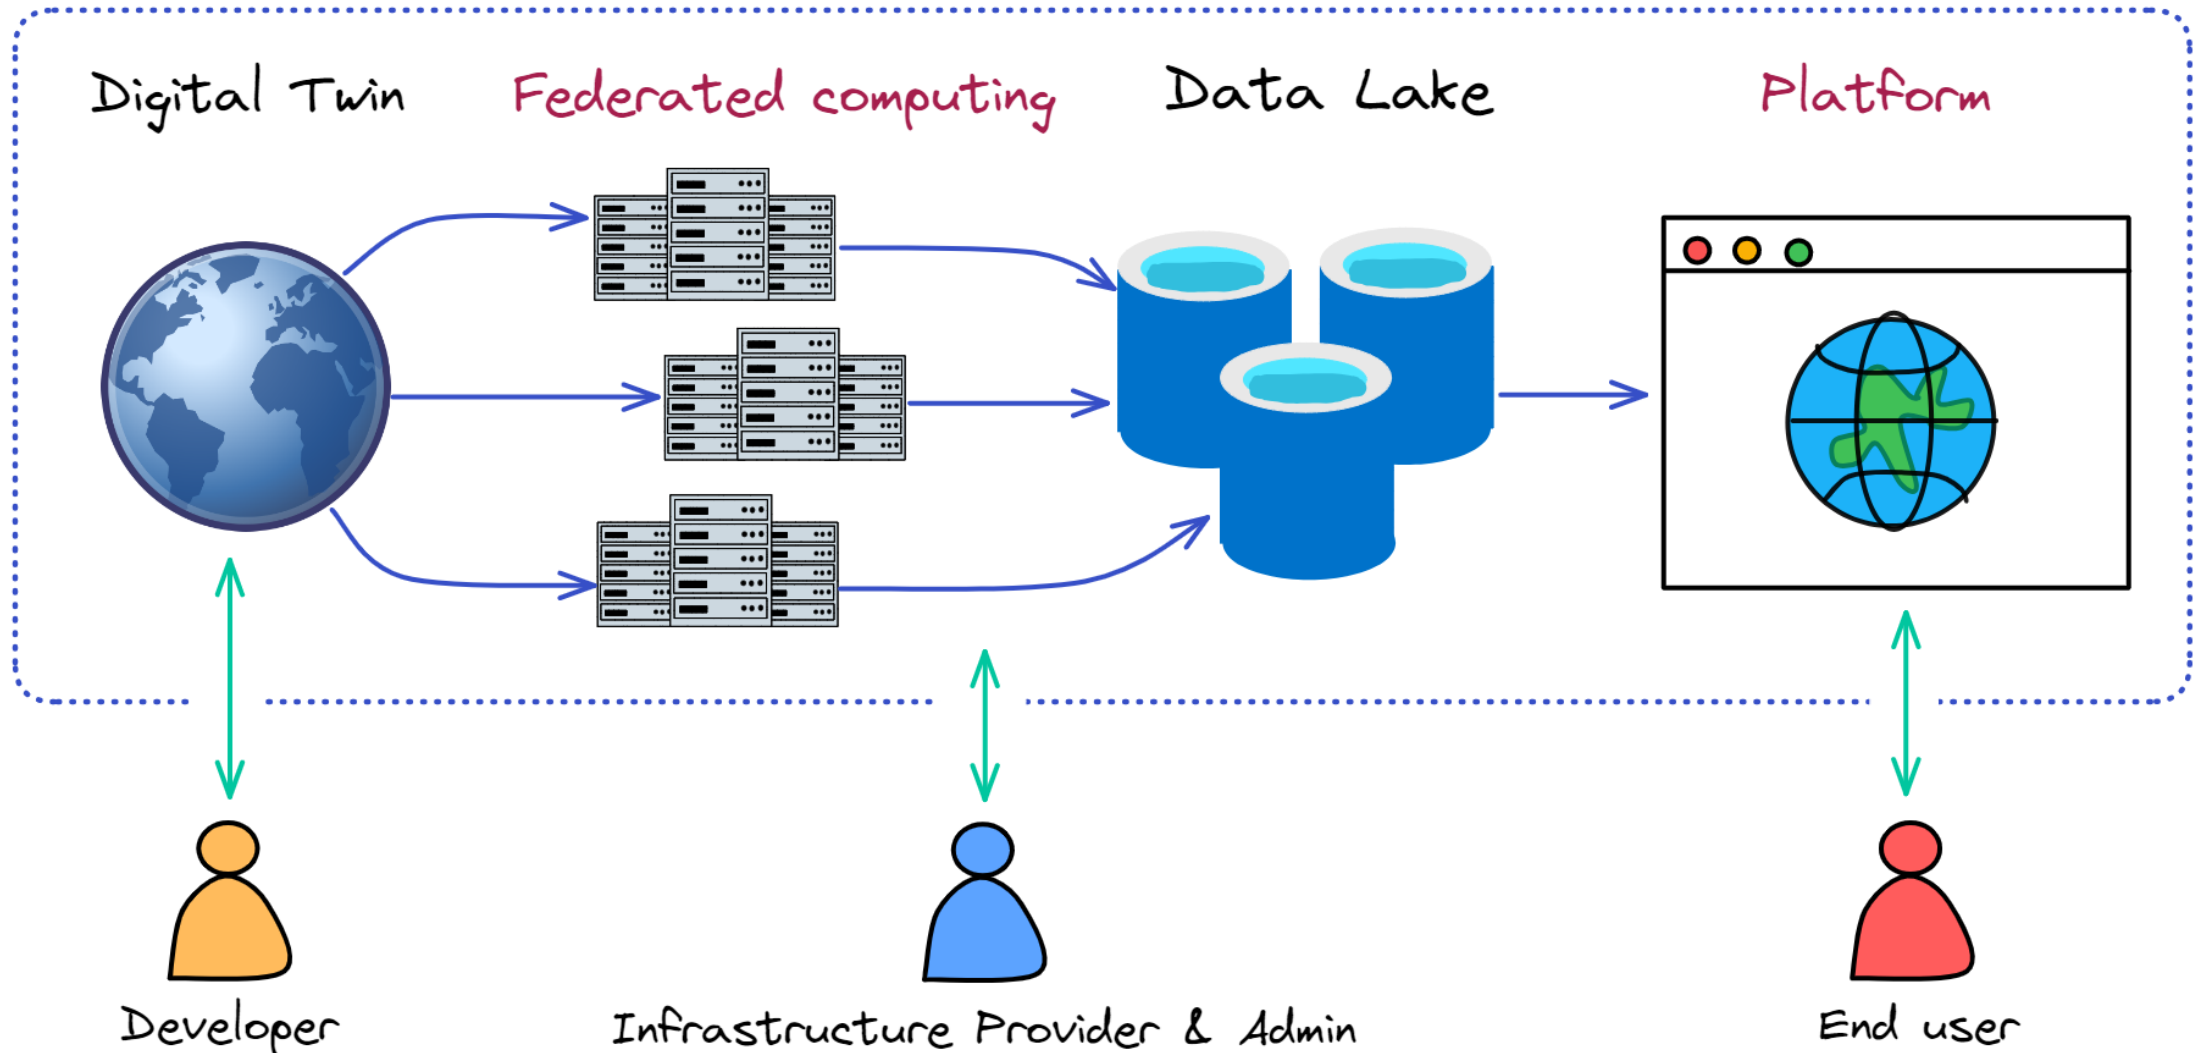 Digital Twin
Federated computing
Data Lake
Platform
Developer
Infrastructure Provider & Admin
End user